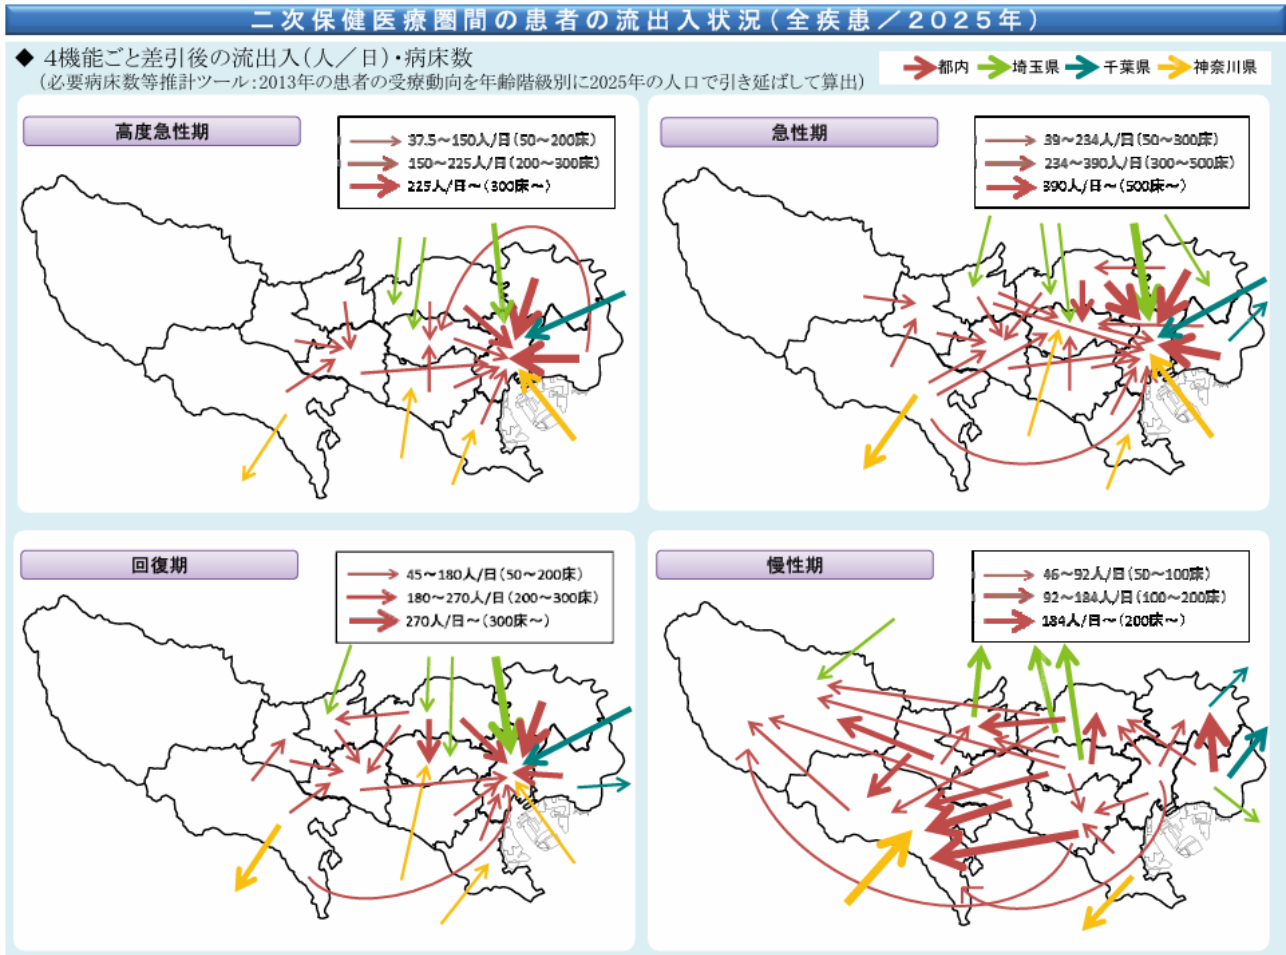 二次保健医療圏間の患者の流出入状況（全疾患／２０２５年）
◆ 4機能ごと差引後の流出入（人／日）・病床数
（必要病床数等推計ツール：2013年の患者の受療動向を年齢階級別に2025年の人口で引き延ばして算出）
都内 埼玉県 千葉県 神奈川県
高度急性期
37.5～150人/日（50～200床）
150～225人/日（200～300床）
225人/日～（300床～）
急性期
39～234人/日（50～300床）
234～390人/日（300～500床）
390人/日～（500床～）
回復期
45～180人/日（50～200床）
180～270人/日（200～300床）
270人/日～（300床～）
慢性期
46～92人/日（50～100床）
92～184人/日（100～200床）
184人/日～（200床～）